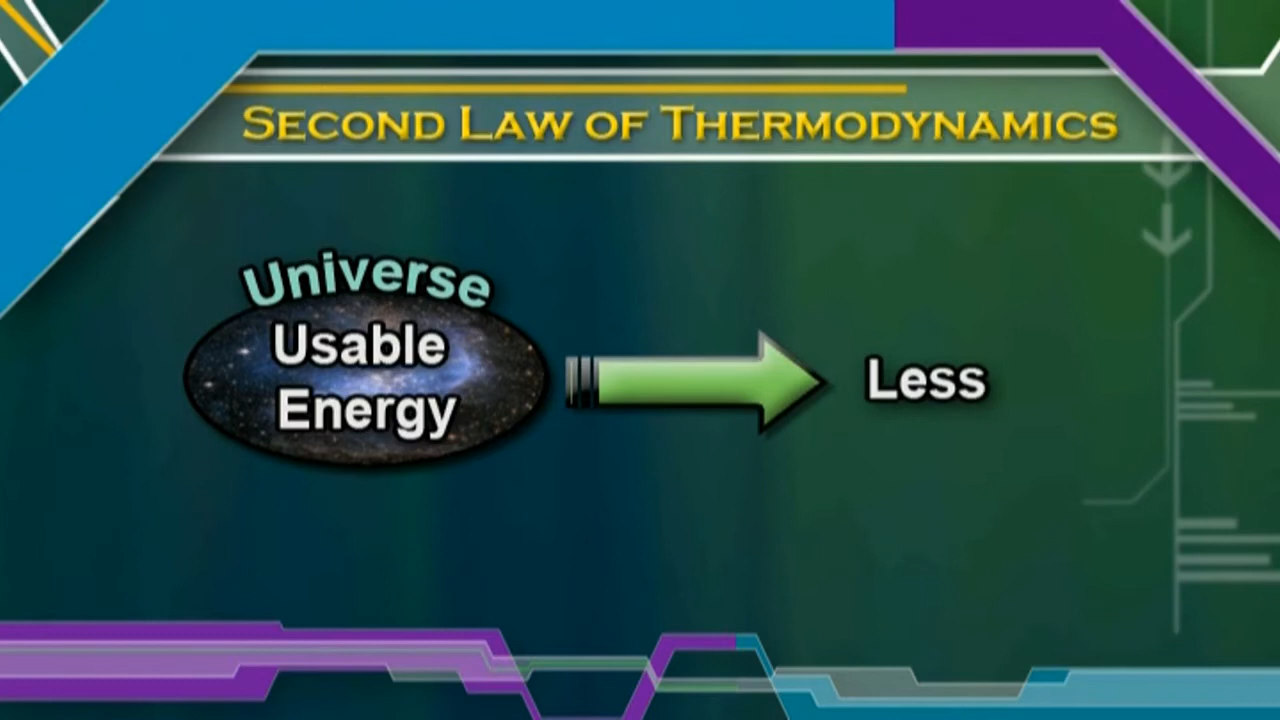 Second Law of Thermodynamics
Universe
Usable
Energy
Less